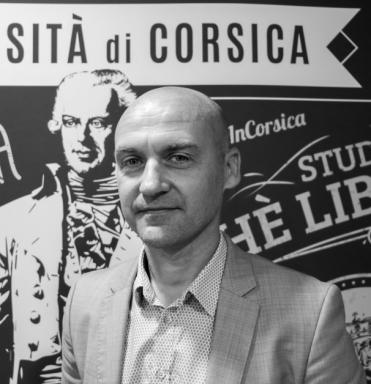 SITÀ di CORSICA
InCorsica
STUD
HÈ LIB